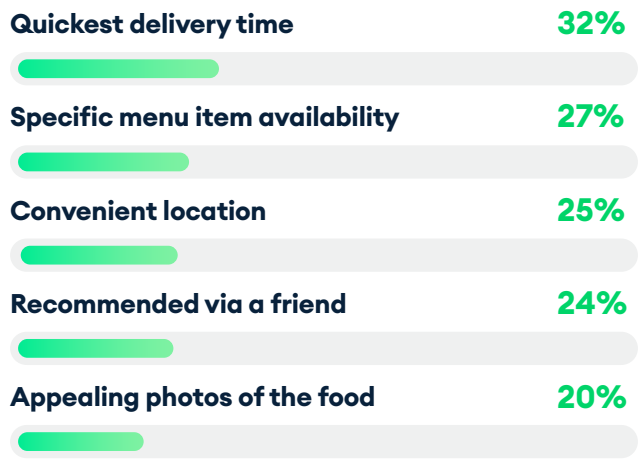 Quickest delivery time 32%
Specific menu item availability 27%
Convenient location 25%
Recommended via a friend 24%
Appealing photos of the food 20%